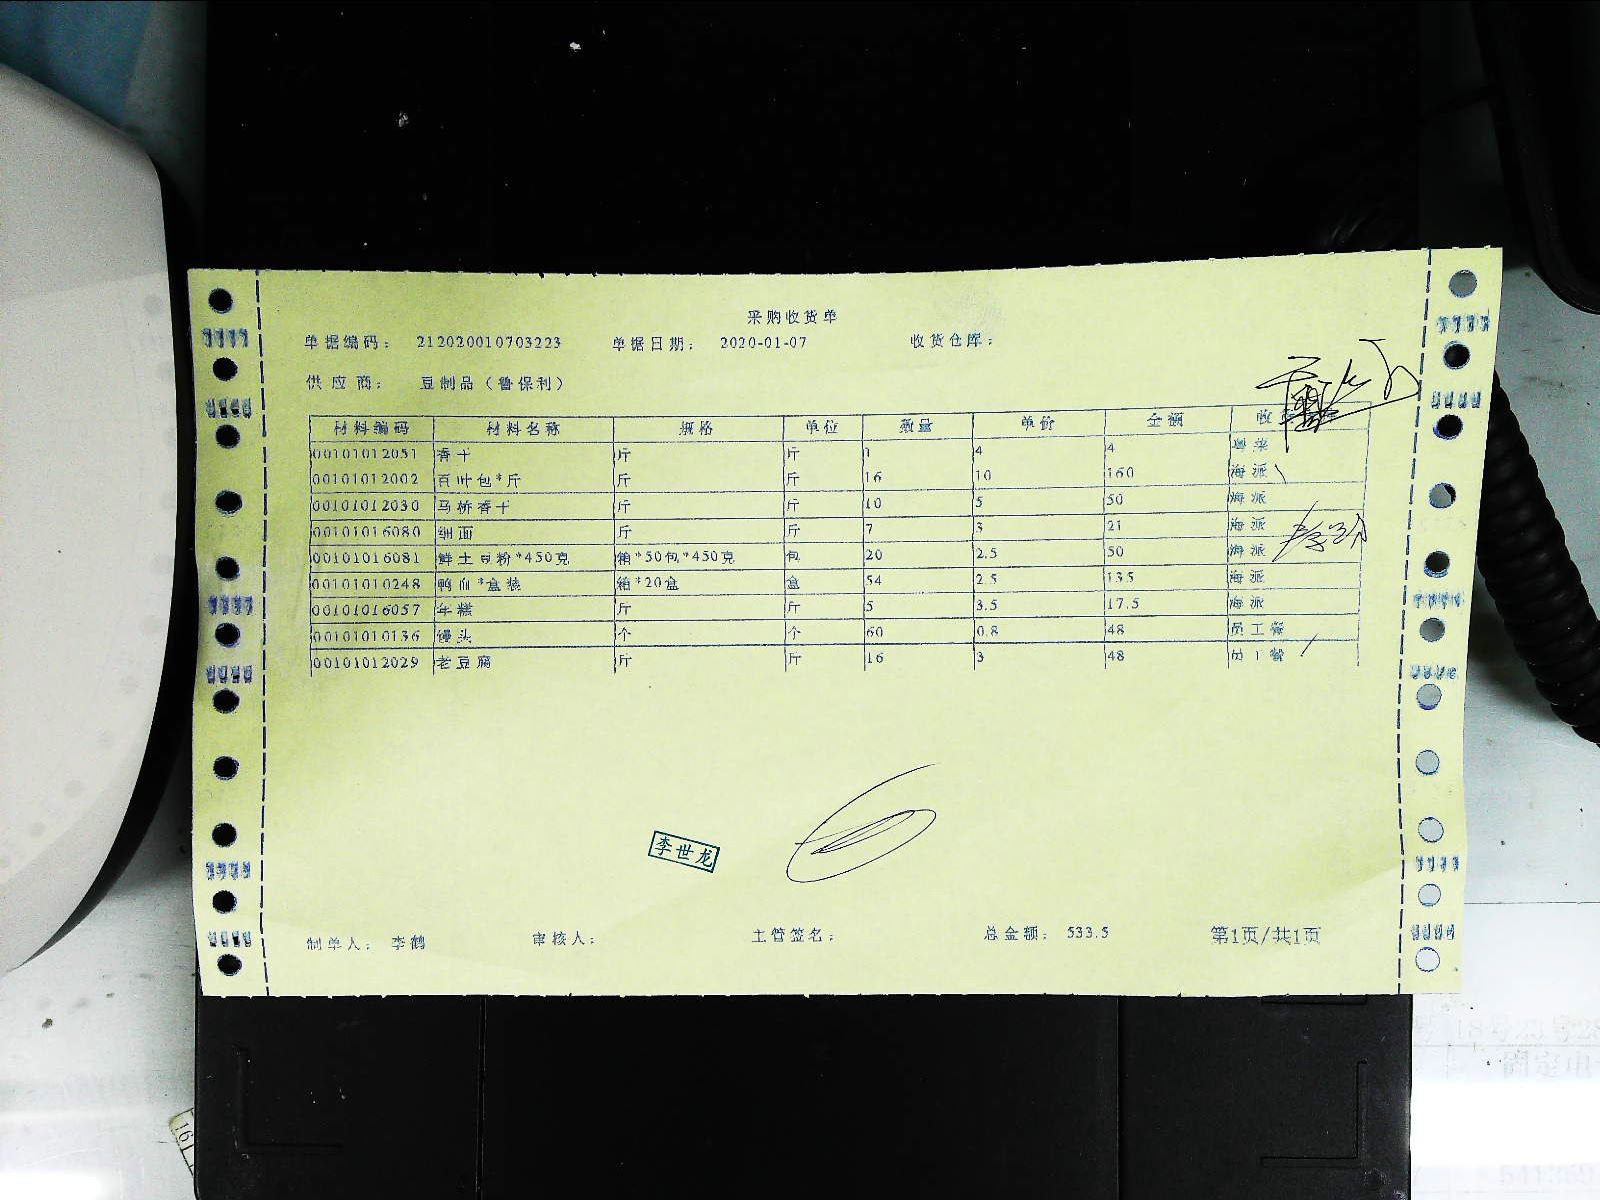 采购收货单
单据编码： 212020010703223 单据日期： 2020-01-07 收货仓库：
供应商： 豆制品（鲁保利）
材料编码 材料名称 规格 单位 数量 单价 金额 收
00101012051 香干 斤 斤 1 4 4 粤菜
00101012002 百叶包*斤 斤 斤 16 10 160 海派
00101012030 马桥香干 斤 斤 10 5 50 海派
00101016080 细面 斤 斤 7 3 21 海派
00101016081 鲜土豆粉*450克 箱*50包*450克 包 20 2.5 50 海派
00101010248 鸭血*盒装 箱*20盒 盒 54 2.5 135 海派
00101016057 年糕 斤 斤 5 3.5 17.5 海派
00101010136 馒头 个 个 60 0.8 48 员工餐
00101012029 老豆腐 斤 斤 16 3 48 员工餐
李世龙
制单人： 李鹤 审核人： 主管签名： 总金额： 533.5 第1页/共1页